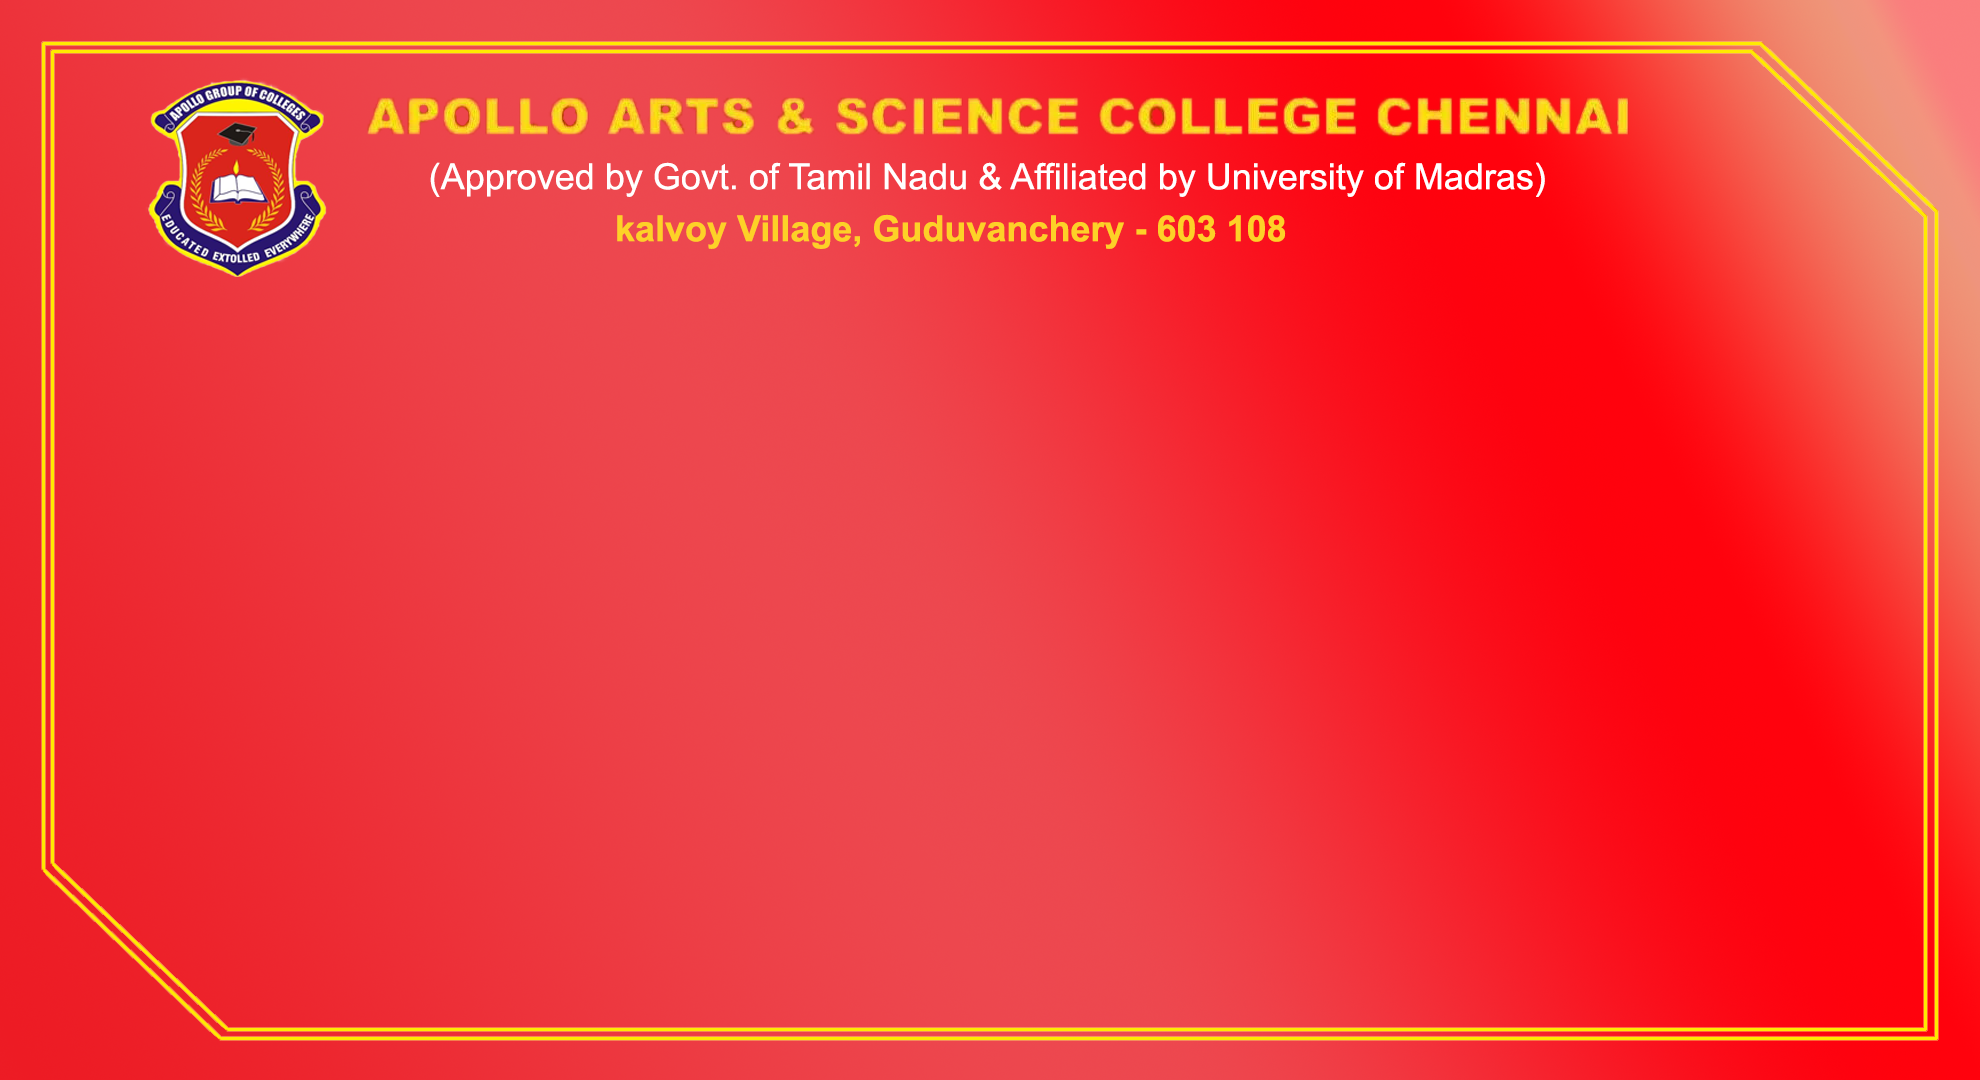 APOLLO GROUP OF COLLEGES
EDUCATED EXTOLLED EVERYWHERE
APOLLO ARTS & SCIENCE COLLEGE CHENNAI
(Approved by Govt. of Tamil Nadu & Affiliated by University of Madras)
kalvoy Village, Guduvanchery - 603 108